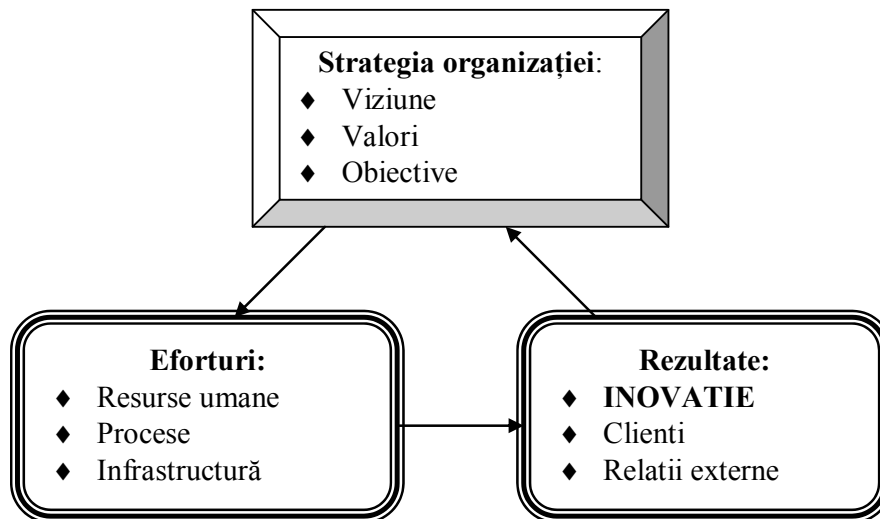 Strategia organizației:
♦ Viziune
♦ Valori
♦ Obiective
Eforturi:
♦ Resurse umane
♦ Procese
♦ Infrastructură
Rezultate:
♦ INOVATIE
♦ Clienti
♦ Relatii externe